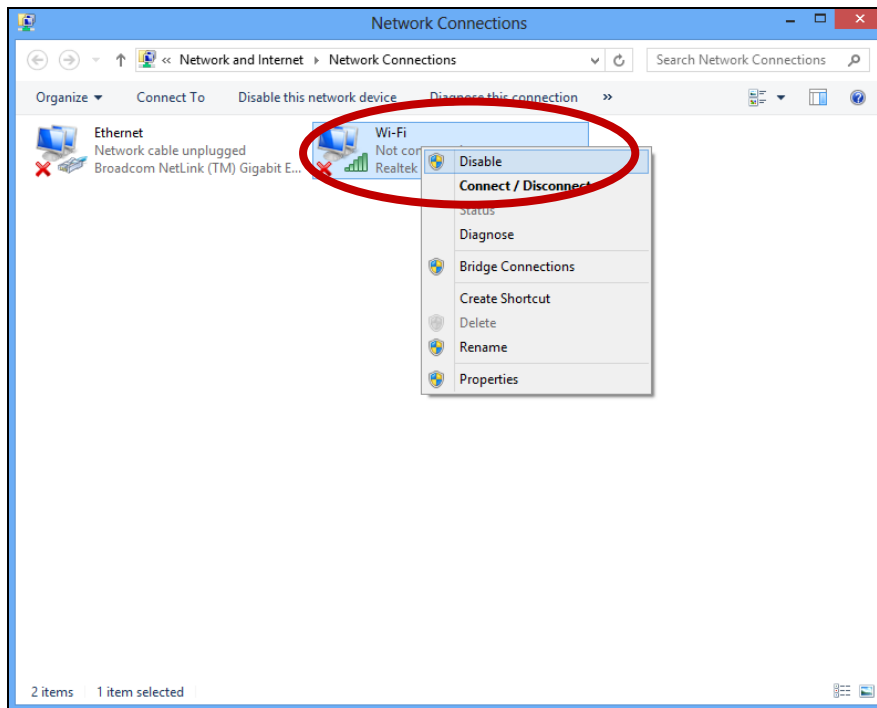 Network Connections
« Network and Internet Network Connections
Search Network Connections
Organize Connect To Disable this network device Diagnose this connection »
Ethernet
Network cable unplugged
Broadcom NetLink (TM) Gigabit E...
Wi-Fi
Not
Realtek
Disable
Connect / Disconnect
Status
Diagnose
Bridge Connections
Create Shortcut
Delete
Rename
Properties
2 items 1 item selected